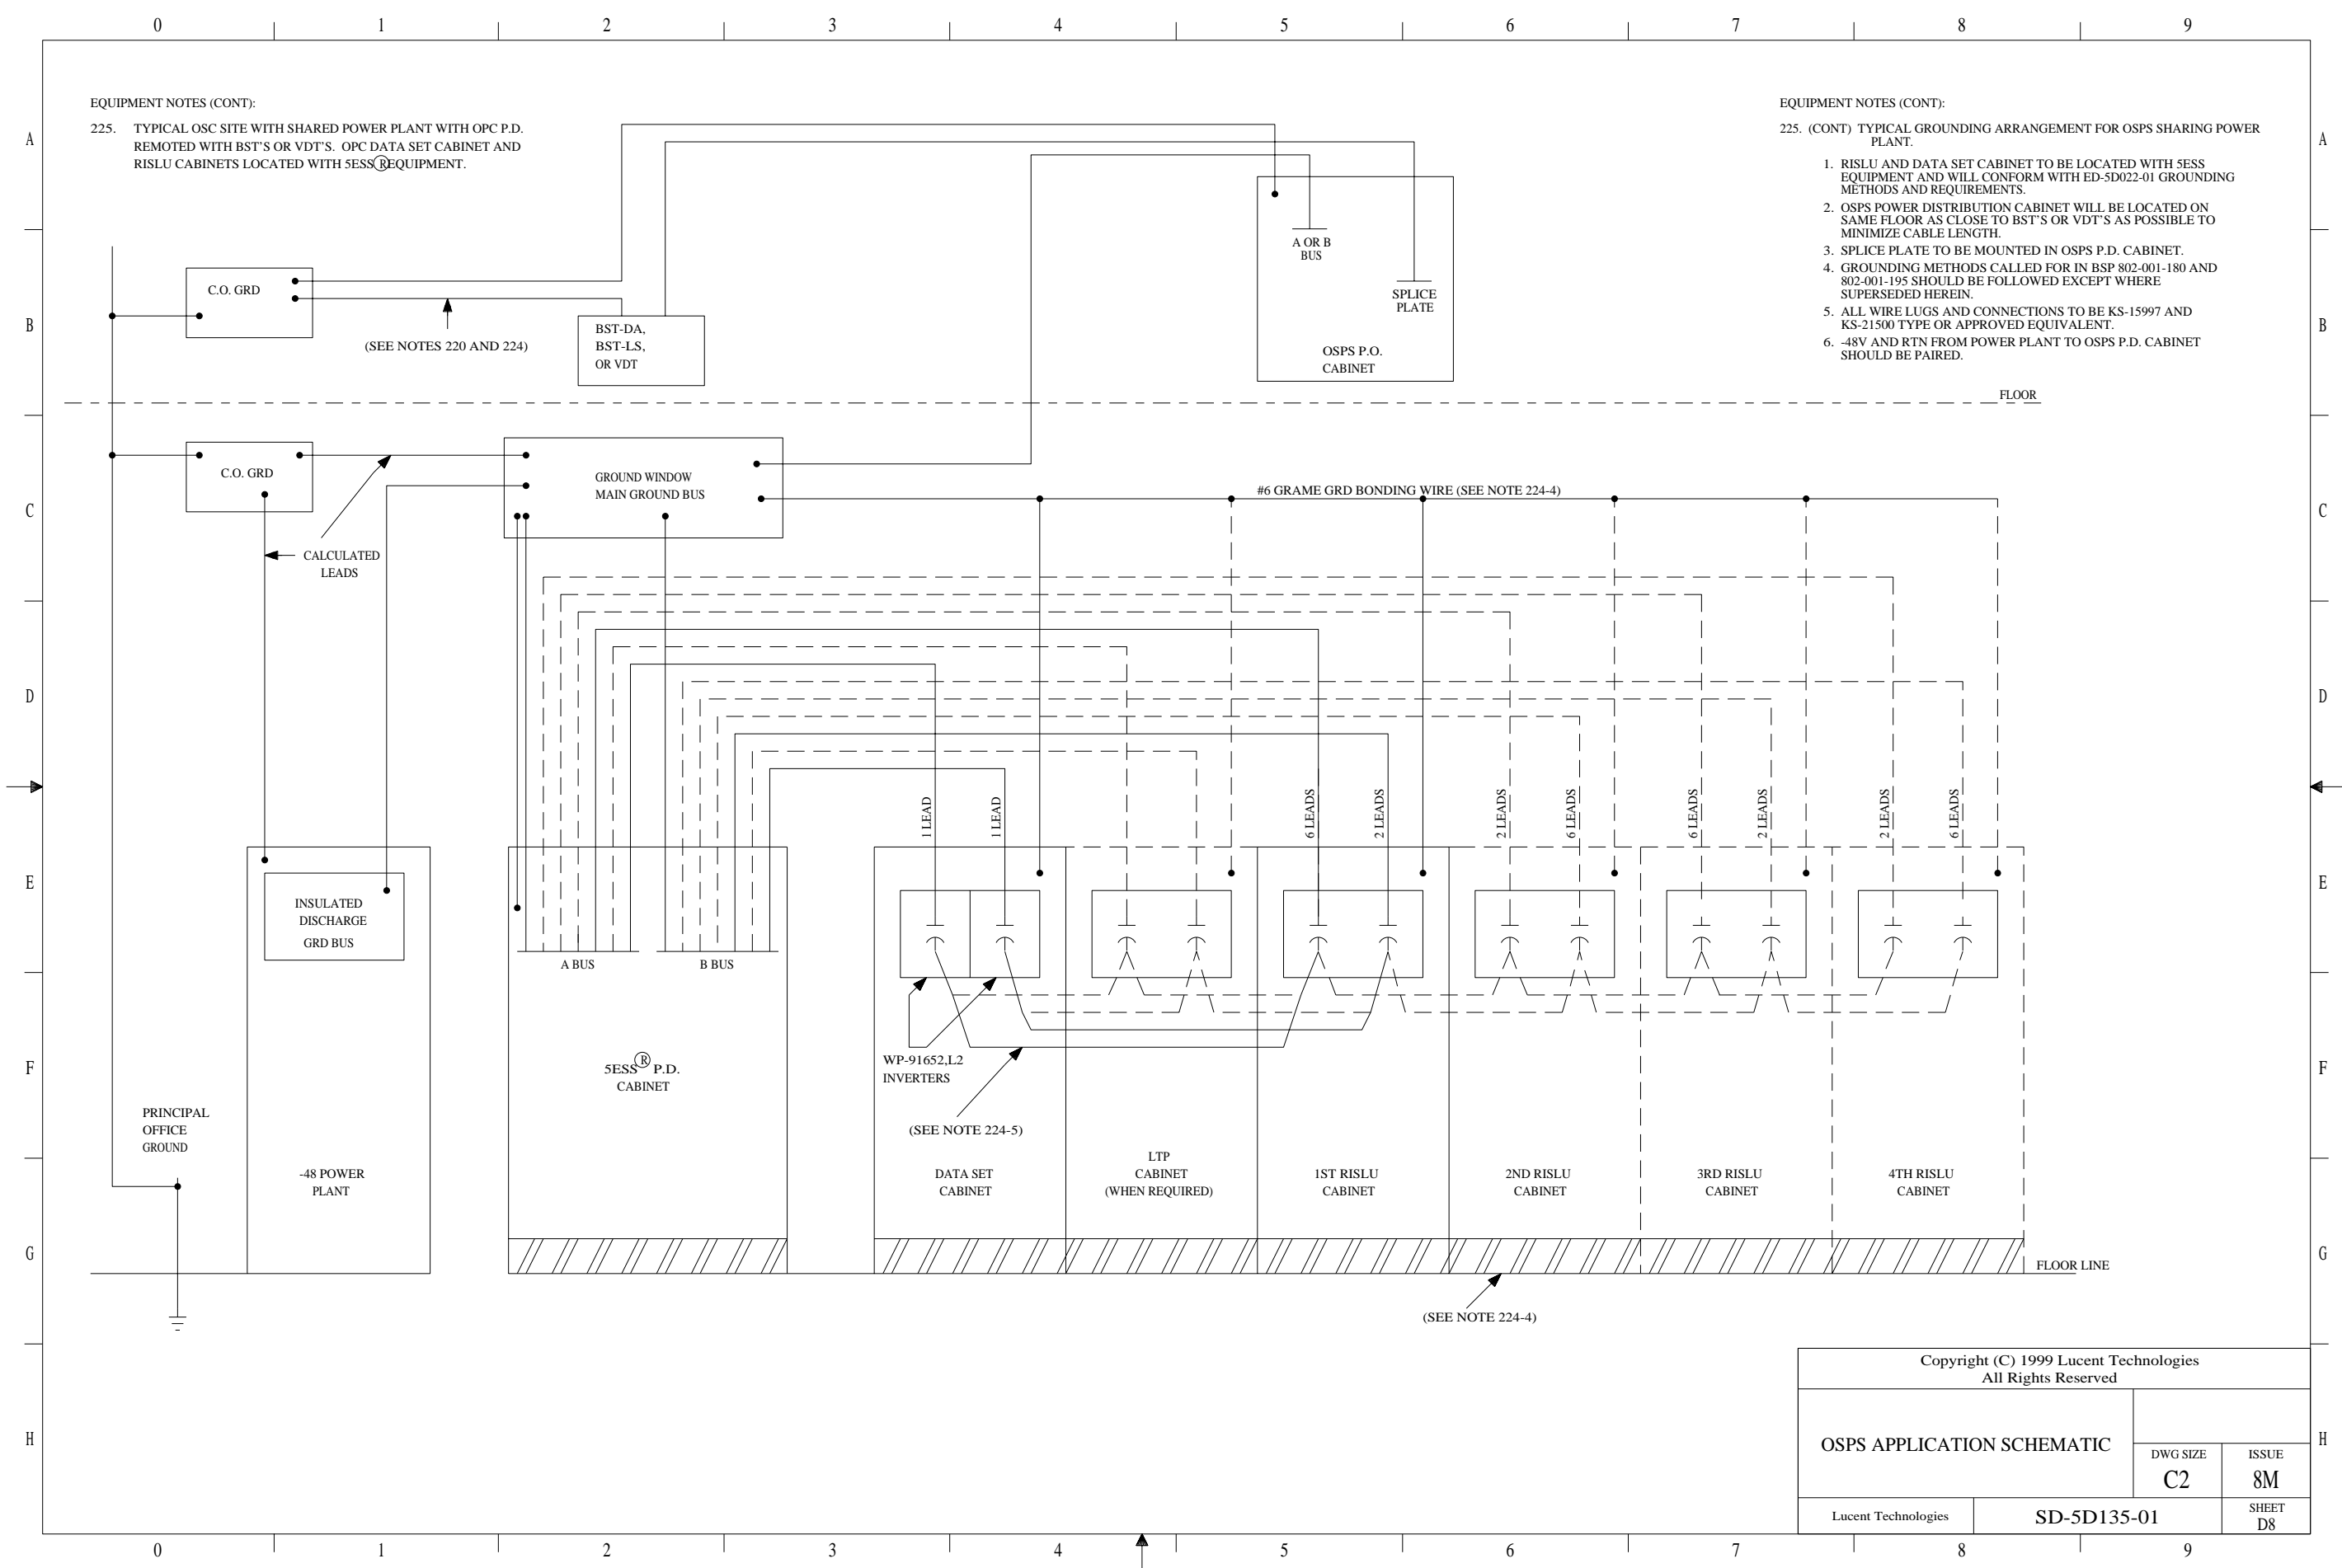 0 1 2 3 4 5 6 7 8 9
EQUIPMENT NOTES (CONT):
225. TYPICAL OSC SITE WITH SHARED POWER PLANT WITH OPC P.D.
REMOTED WITH BST'S OR VDT'S. OPC DATA SET CABINET AND
RISLU CABINETS LOCATED WITH 5ESS®EQUIPMENT.
EQUIPMENT NOTES (CONT):
225. (CONT) TYPICAL GROUNDING ARRANGEMENT FOR OSPS SHARING POWER
PLANT.
1. RISLU AND DATA SET CABINET TO BE LOCATED WITH 5ESS
EQUIPMENT AND WILL CONFORM WITH ED-5D022-01 GROUNDING
METHODS AND REQUIREMENTS.
2. OSPS POWER DISTRIBUTION CABINET WILL BE LOCATED ON
SAME FLOOR AS CLOSE TO BST'S OR VDT'S AS POSSIBLE TO
MINIMIZE CABLE LENGTH.
3. SPLICE PLATE TO BE MOUNTED IN OSPS P.D. CABINET.
4. GROUNDING METHODS CALLED FOR IN BSP 802-001-180 AND
802-001-195 SHOULD BE FOLLOWED EXCEPT WHERE
SUPERSEDED HEREIN.
5. ALL WIRE LUGS AND CONNECTIONS TO BE KS-15997 AND
KS-21500 TYPE OR APPROVED EQUIVALENT.
6. -48V AND RTN FROM POWER PLANT TO OSPS P.D. CABINET
SHOULD BE PAIRED.
A
A
B
B
C
C
D
D
E
E
F
F
G
G
H
H
C.O. GRD
(SEE NOTES 220 AND 224)
BST-DA,
BST-LS,
OR VDT
A OR B
BUS
SPLICE
PLATE
OSPS P.O.
CABINET
FLOOR
C.O. GRD
CALCULATED
LEADS
GROUND WINDOW
MAIN GROUND BUS
#6 GRAME GRD BONDING WIRE (SEE NOTE 224-4)
1 LEAD
1 LEAD
6 LEADS
2 LEADS
2 LEADS
6 LEADS
6 LEADS
2 LEADS
2 LEADS
6 LEADS
INSULATED
DISCHARGE
GRD BUS
A BUS
B BUS
5ESS® P.D.
CABINET
WP-91652,L2
INVERTERS
(SEE NOTE 224-5)
PRINCIPAL
OFFICE
GROUND
-48 POWER
PLANT
DATA SET
CABINET
LTP
CABINET
(WHEN REQUIRED)
1ST RISLU
CABINET
2ND RISLU
CABINET
3RD RISLU
CABINET
4TH RISLU
CABINET
FLOOR LINE
(SEE NOTE 224-4)
Copyright (C) 1999 Lucent Technologies
All Rights Reserved
OSPS APPLICATION SCHEMATIC
DWG SIZE
C2
ISSUE
8M
Lucent Technologies
SD-5D135-01
SHEET
D8
0 1 2 3 4 5 6 7 8 9